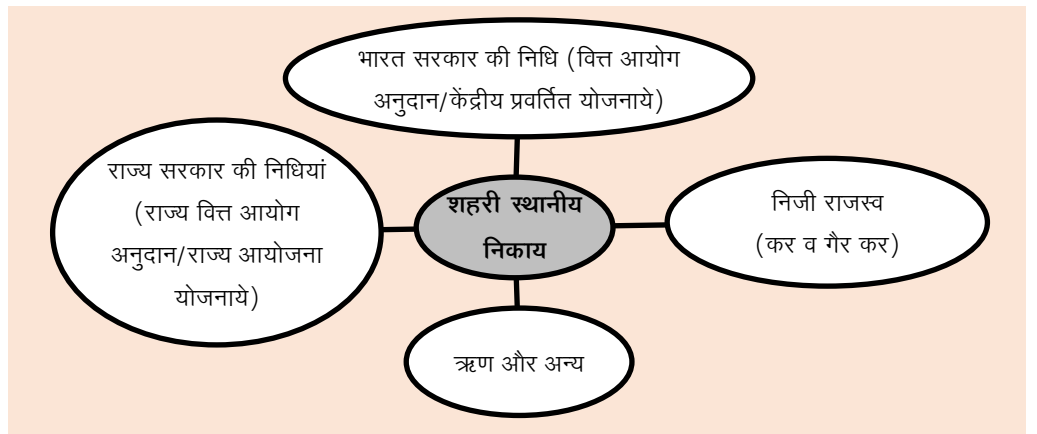 भारत सरकार की निधि (वित्त आयोग
अनुदान/केंद्रीय प्रवर्तित योजनाये)
राज्य सरकार की निधियां
(राज्य वित्त आयोग
अनुदान/राज्य आयोजना
योजनाये)
शहरी स्थानीय
निकाय
निजी राजस्व
(कर व गैर कर)
ऋण और अन्य